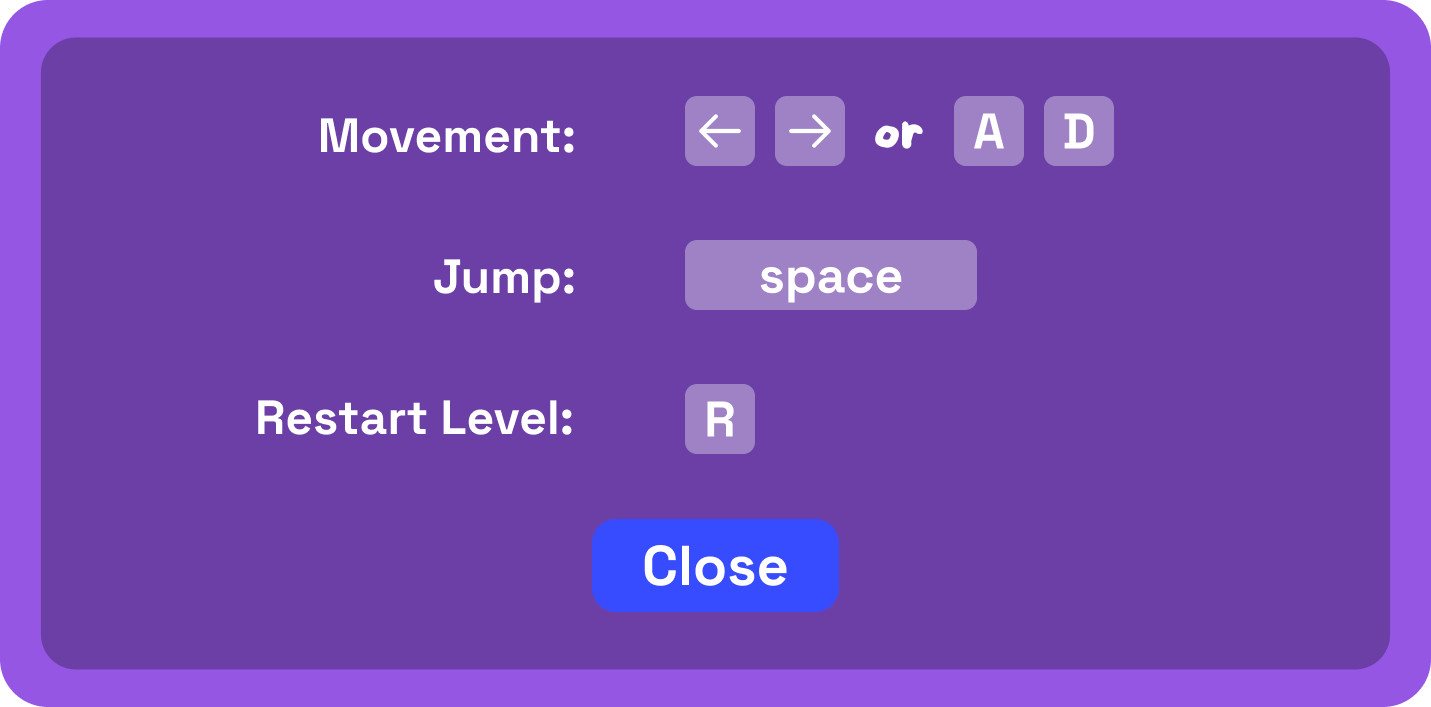 Movement: ← → or A D
Jump: space
Restart Level: R
Close